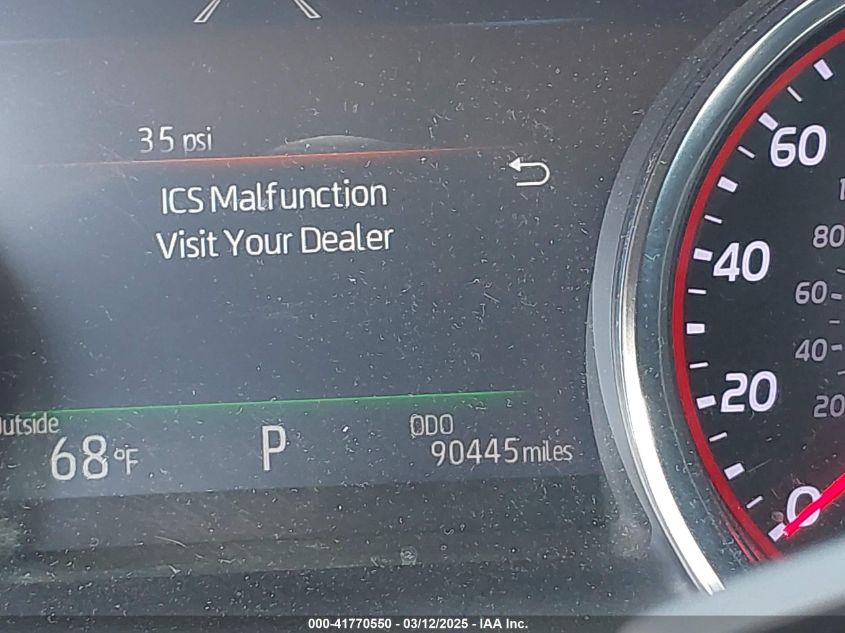 35 psi
ICS Malfunction
Visit Your Dealer
Outside
68°F
P
ODO
90445 miles
60
40
20
0
80
60
40
20
000-41770550 - 03/12/2025 - IAA Inc.